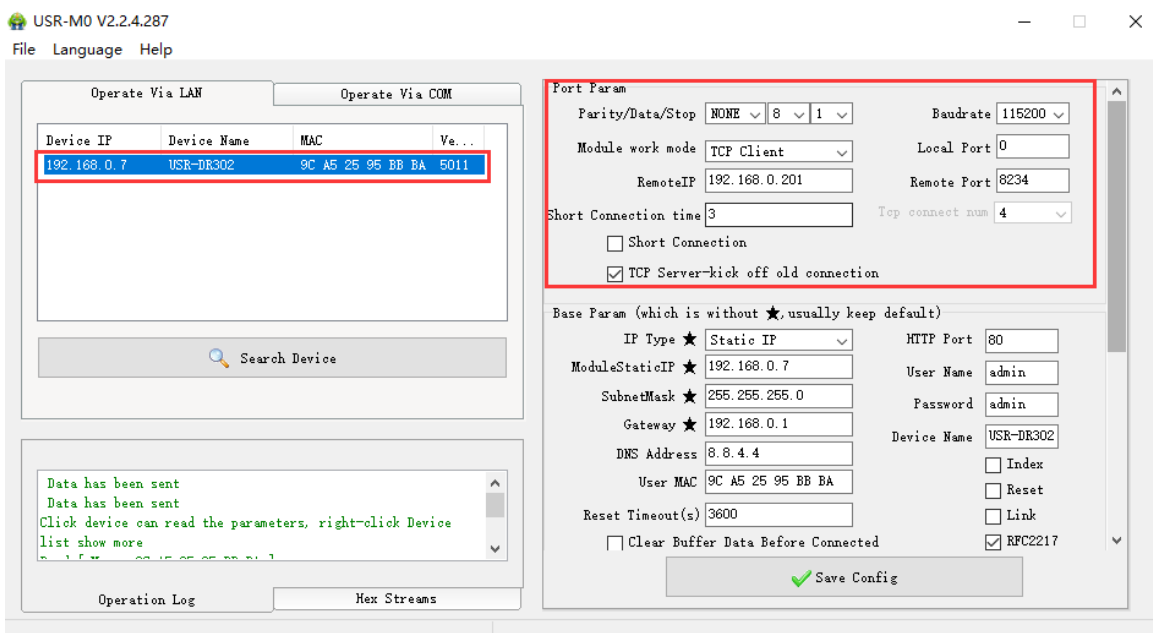 USR-M0 V2.2.4.287
File Language Help
Operate Via LAN Operate Via COM
Device IP Device Name MAC Ve...
192.168.0.7 USR-DR302 9C A5 25 95 BB BA 5011
Search Device
Data has been sent
Data has been sent
Click device can read the parameters, right-click Device
list show more
Operation Log Hex Streams
Port Param
Parity/Data/Stop NONE 8 1 Baudrate 115200
Module work mode TCP Client Local Port 0
RemoteIP 192.168.0.201 Remote Port 8234
Short Connection time 3 Tcp connect num 4
Short Connection
TCP Server-kick off old connection
Base Param (which is without ★, usually keep default)
IP Type ★ Static IP HTTP Port 80
ModuleStaticIP ★ 192.168.0.7 User Name admin
SubnetMask ★ 255.255.255.0 Password admin
Gateway ★ 192.168.0.1 Device Name USR-DR302
DNS Address 8.8.4.4 Index
User MAC 9C A5 25 95 BB BA Reset
Reset Timeout(s) 3600 Link
Clear Buffer Data Before Connected RFC2217
Save Config